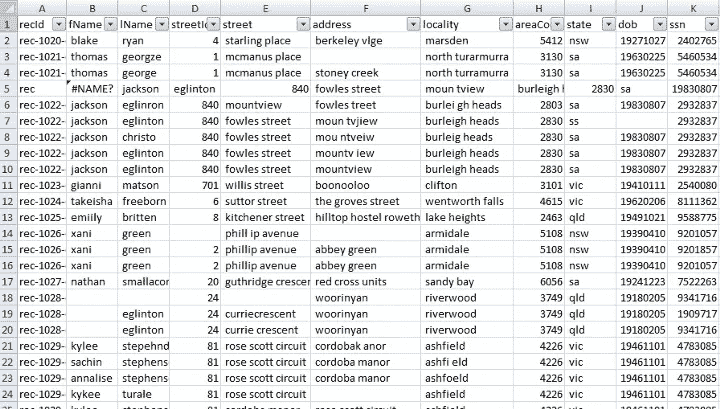 A B C D E F G H I J K
1 recId fName lName streetId street address locality areaCo state dob ssn
2 rec-1020- blake ryan 4 starling place berkeley vlge marsden 5412 nsw 19271027 2402765
3 rec-1021- thomas georgze 1 mcmanus place north turarmurra 3130 sa 19630225 5460534
4 rec-1021- thomas george 1 mcmanus place stoney creek north turramurra 3130 sa 19630225 5460534
5 rec #NAME? jackson eglinton 840 fowles street moun tview burleigh h 2830 sa 19830807
6 rec-1022- jackson eglinron 840 mountview fowles treet burlei gh heads 2803 sa 19830807 2932837
7 rec-1022- jackson eglinton 840 fowles street moun tvjiew burleigh heads 2830 ss 2932837
8 rec-1022- jackson christo 840 fowles street mou ntveiw burleig heads 2830 sa 19830807 2932837
9 rec-1022- jackson eglinton 840 fowles street mountv iew burleigh heads 2830 sa 19830807 2932837
10 rec-1022- jackson eglinton 840 fowles street mountv iew burleigh heads 2830 sa 19830807 2932837
11 rec-1023- gianni matson 701 willis street boonooloo clifton 3101 vic 19410111 2540080
12 rec-1024- takeisha freeborn 6 suttor street the groves street wentworth falls 4615 vic 19620206 8111362
13 rec-1025- emiily britten 8 kitchener street hilltop hostel roweth lake heights 2463 qld 19491021 9588775
14 rec-1026- xani green phill ip avenue armidale 5108 nsw 19390410 9201057
15 rec-1026- xani green 2 phillip avenue abbey green armidale 5108 nsw 19390410 9201857
16 rec-1026- xani green 2 phillip avenue abbey green armidale 5108 nsw 19390410 9201057
17 rec-1027- nathan smallacor 20 guthridge crescer red cross units sandy bay 6056 sa 19241223 7522263
18 rec-1028- 24 woorinyan riverwood 3749 qld 19180205 9341716
19 rec-1028- eglinton 24 curriecrescent woorinyan riverwood 3749 qld 19180205 1909717
20 rec-1028- eglinton 24 currie crescent woorinyan riverwood 3749 qld 19180205 9341716
21 rec-1029- kylee stepehnd 81 rose scott circuit cordobak anor ashfield 4226 vic 19461101 4783085
22 rec-1029- sachin stephens 81 rose scott circuit cordoba manor ashfi eld 4226 vic 19461101 4783085
23 rec-1029- annalise stephens 81 rose scott circuit cordoba manor ashfoeld 4226 vic 19461101 4783085
24 rec-1029- kykee turale 81 rose scott circuit ashfield 4226 vic 19461101 4783085